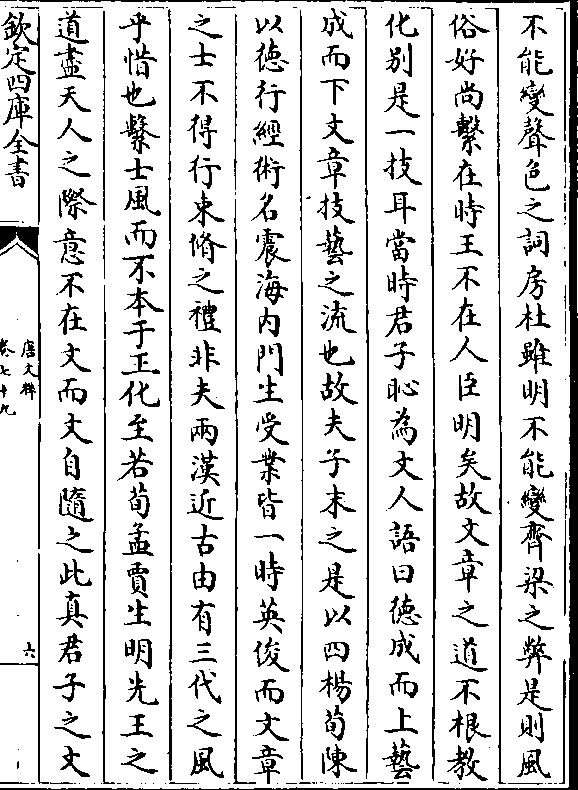 不能變聲色之詞房杜雖明不能變齊梁之弊是則風
俗好尚繫在時王不在人臣明矣故文章之道不根教
化别是一技耳當時君子恥為文人語曰德成而上藝
成而下文章技藝之流也故夫子末之是以四楊荀陳
以德行經術名震海内門生受業皆一時英俊而文章
之士不得行束脩之禮非夫兩漢近古由有三代之風
乎惜也繫士風而不本于王化至若荀孟賈生明先王之
道盡天人之際意不在文而文自隨之此真君子之文
欽定四庫全書
唐文粹
卷七十九
六